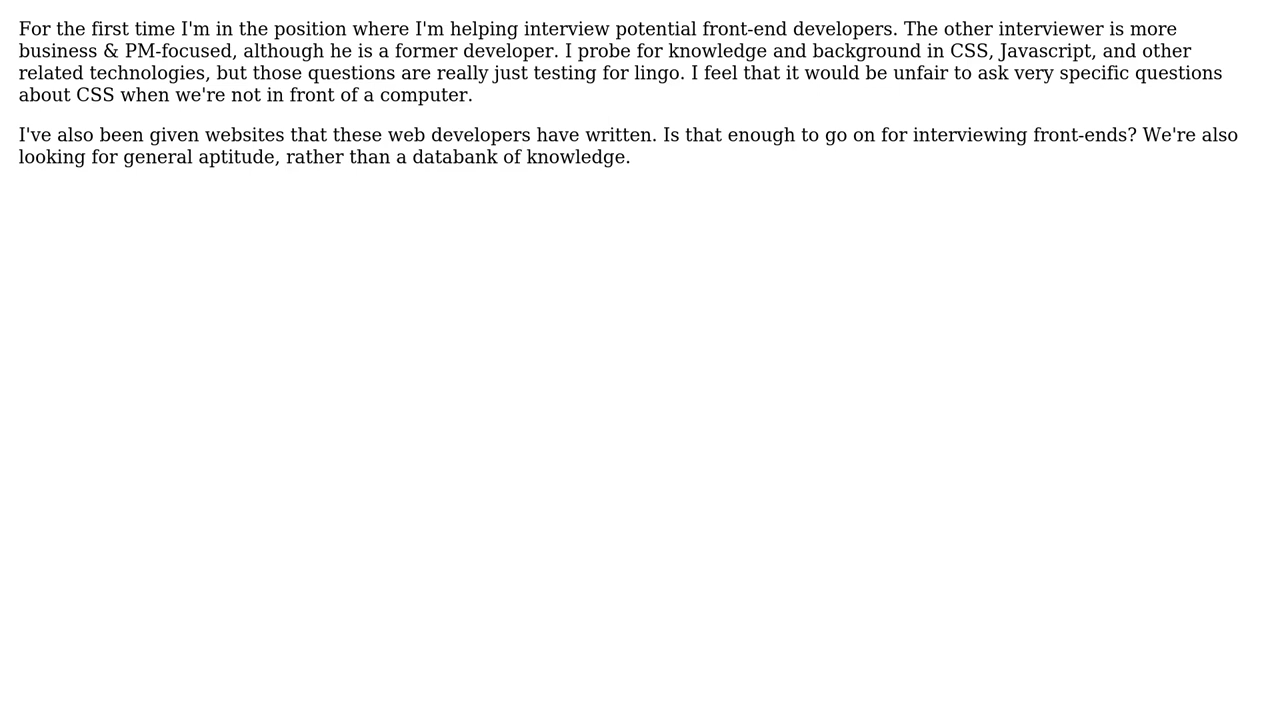 For the first time I'm in the position where I'm helping interview potential front-end developers. The other interviewer is more
business & PM-focused, although he is a former developer. I probe for knowledge and background in CSS, Javascript, and other
related technologies, but those questions are really just testing for lingo. I feel that it would be unfair to ask very specific questions
about CSS when we're not in front of a computer.
I've also been given websites that these web developers have written. Is that enough to go on for interviewing front-ends? We're also
looking for general aptitude, rather than a databank of knowledge.